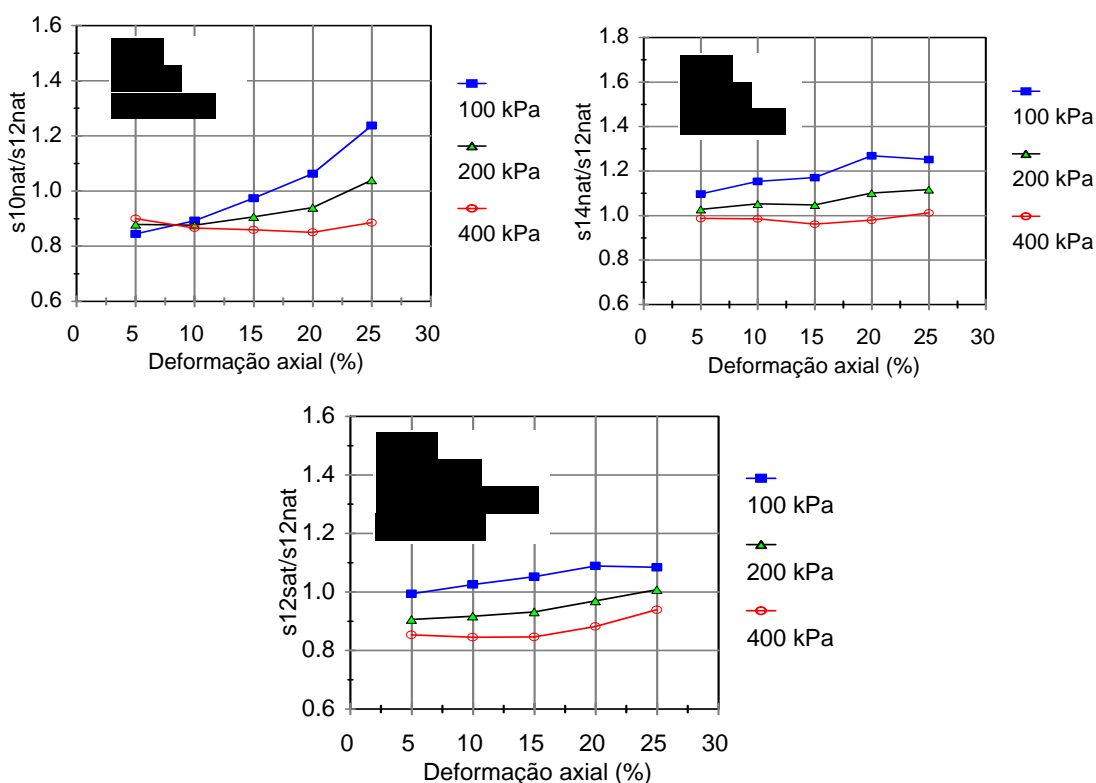 s10nat/s12nat
1.6
1.4
1.2
1.0
0.8
0.6
0 5 10 15 20 25 30
Deformação axial (%)
100 kPa
200 kPa
400 kPa
s14nat/s12nat
1.8
1.6
1.4
1.2
1.0
0.8
0.6
0 5 10 15 20 25 30
Deformação axial (%)
100 kPa
200 kPa
400 kPa
s12sat/s12nat
1.6
1.4
1.2
1.0
0.8
0.6
0 5 10 15 20 25 30
Deformação axial (%)
100 kPa
200 kPa
400 kPa